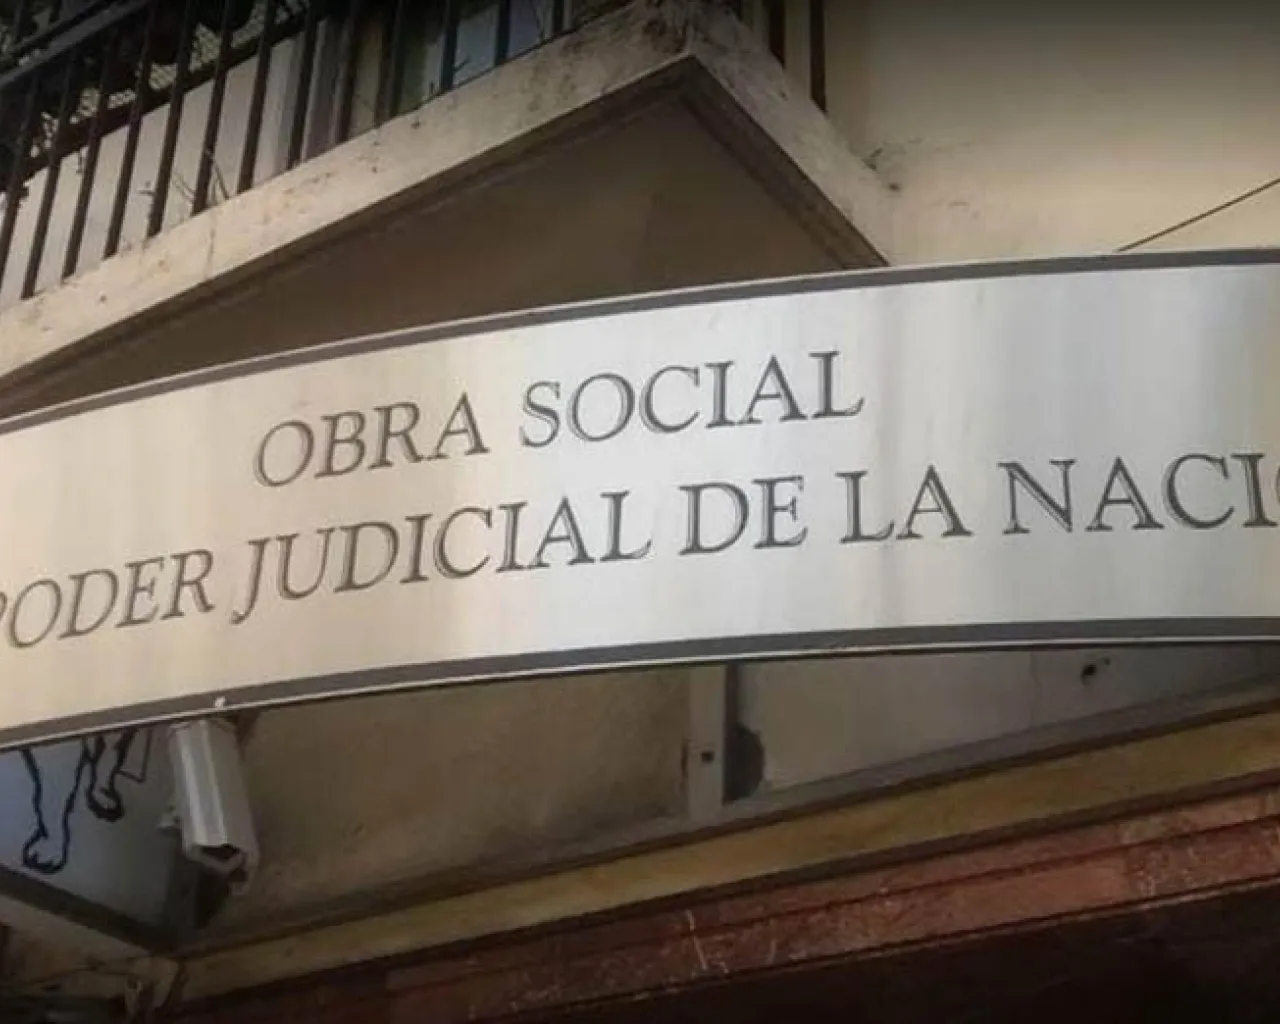 OBRA SOCIAL
PODER JUDICIAL DE LA NACIO